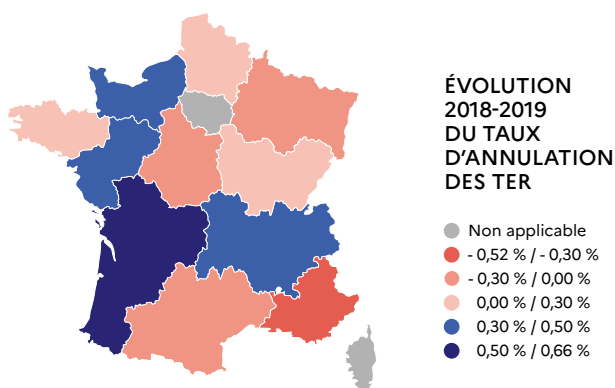 ÉVOLUTION
2018-2019
DU TAUX
D'ANNULATION
DES TER
Non applicable
- 0,52 % / - 0,30 %
- 0,30 % / 0,00 %
0,00 % / 0,30 %
0,30 % / 0,50 %
0,50 % / 0,66 %